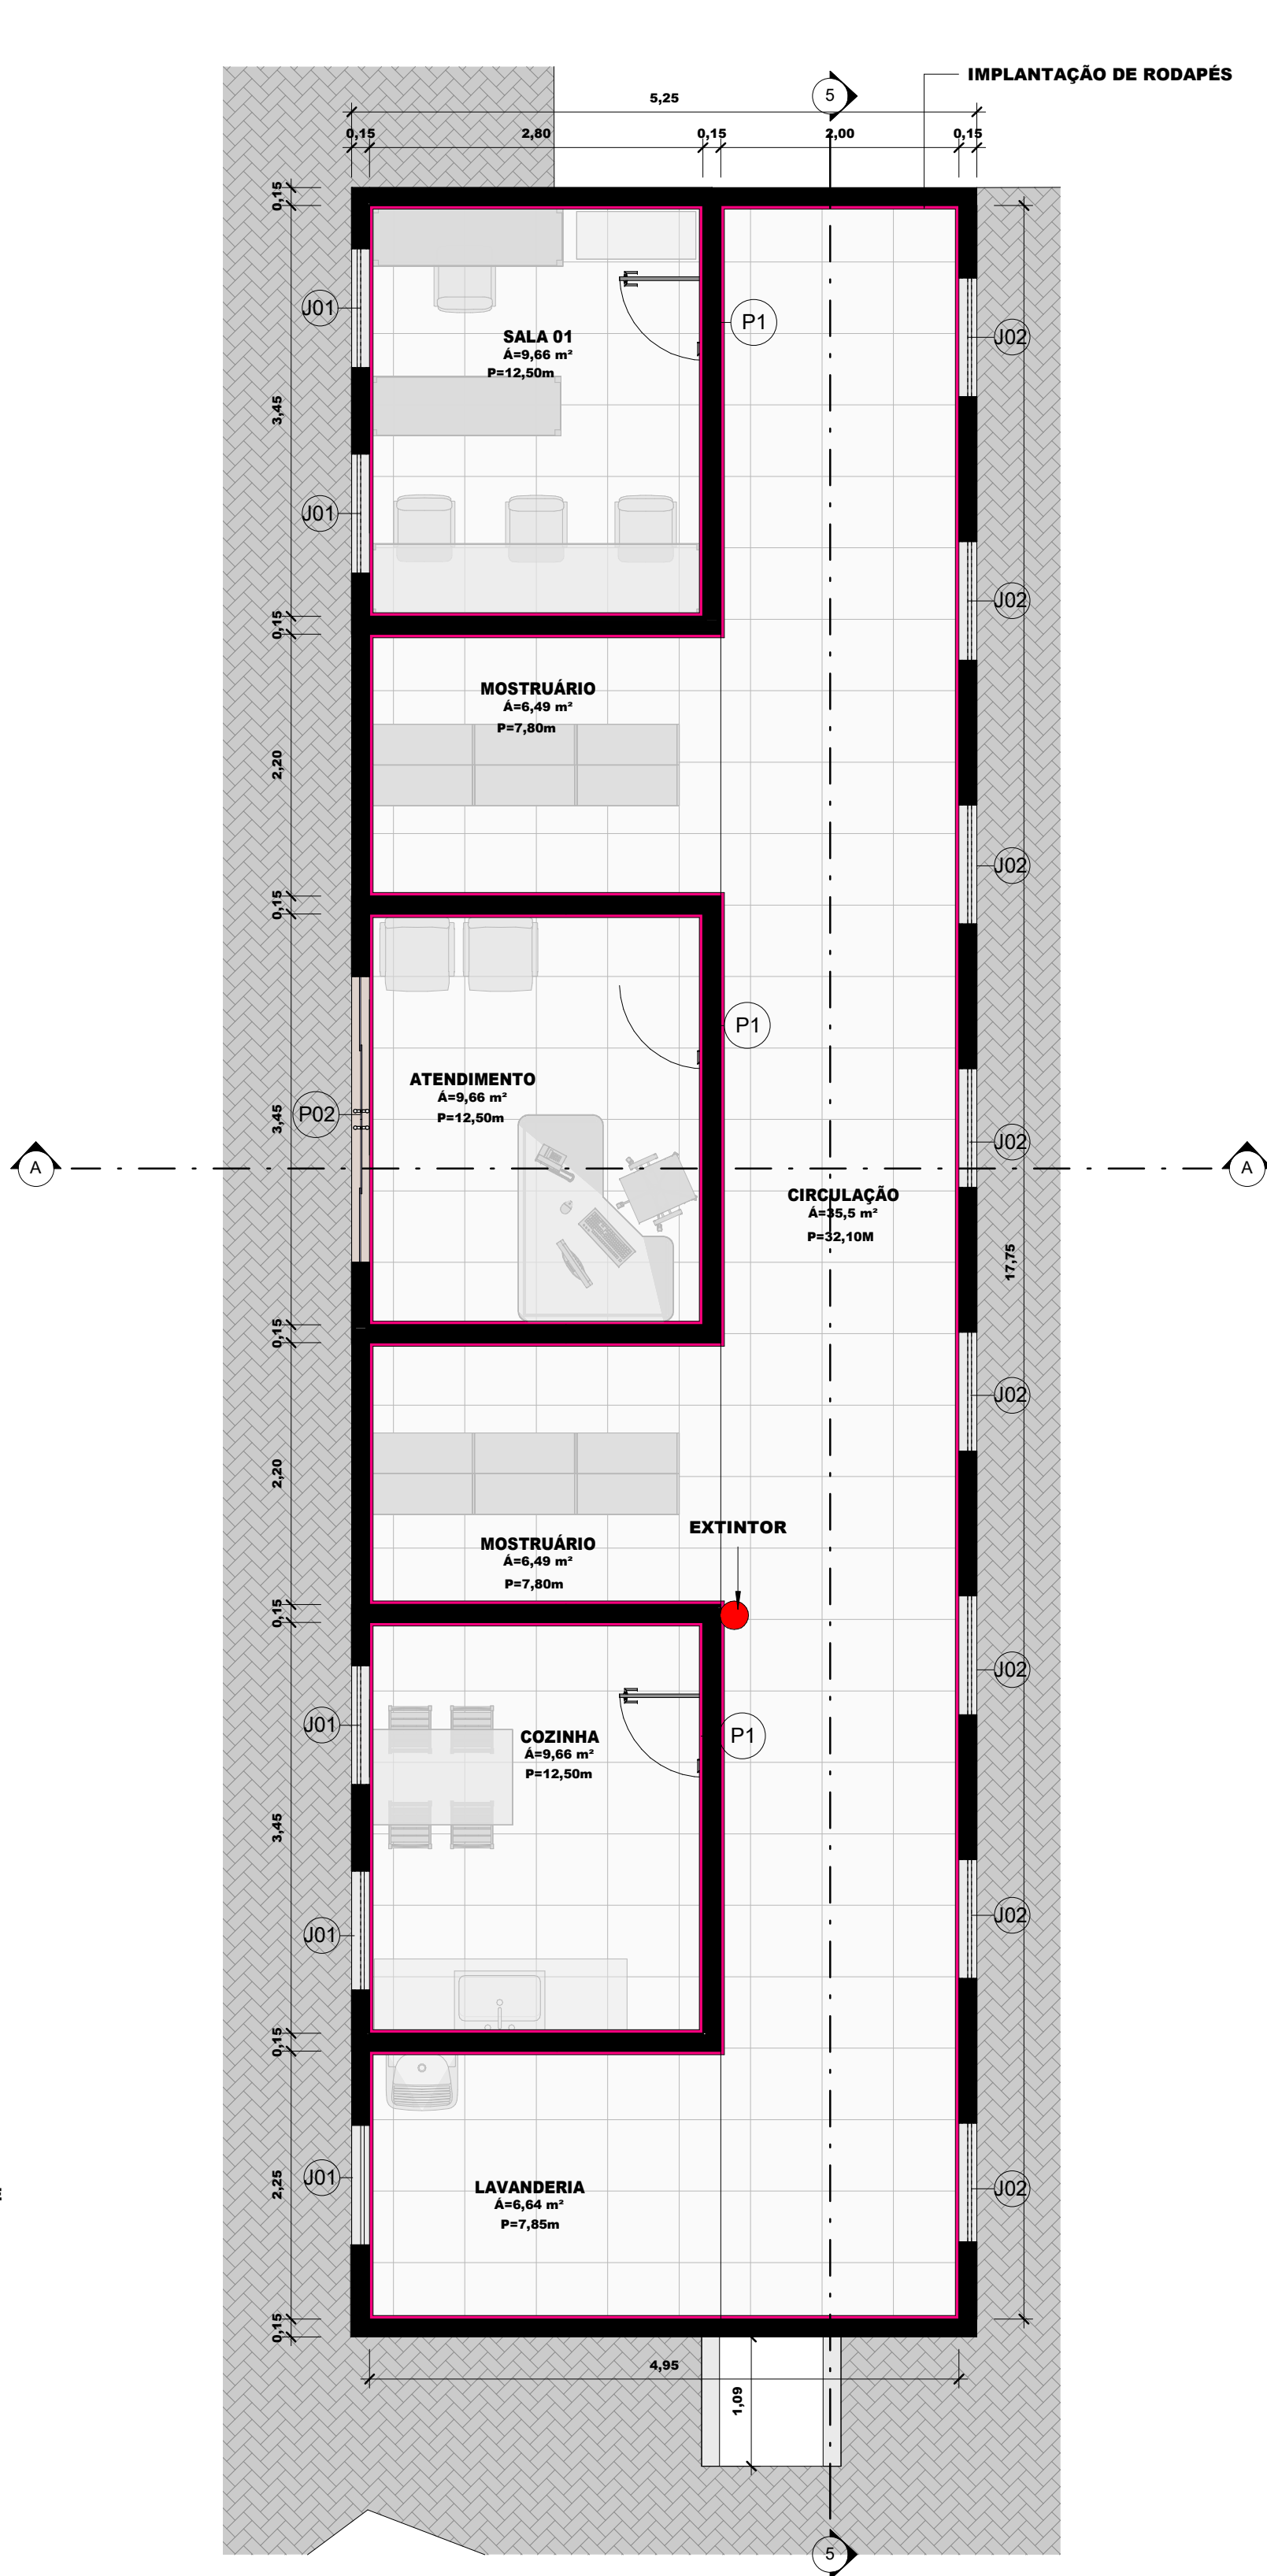 IMPLANTAÇÃO DE RODAPÉS
5
5,25
0,15
2,80
0,15
2,00
0,15
0,15
J01
P1
J02
SALA 01
Á=9,66 m²
P=12,50m
3,45
J01
J02
0,15
MOSTRUÁRIO
Á=6,49 m²
P=7,80m
2,20
J02
0,15
P1
ATENDIMENTO
Á=9,66 m²
P=12,50m
P02
3,45
J02
A
A
CIRCULAÇÃO
Á=35,5 m²
P=32,10M
17,75
0,15
J02
2,20
EXTINTOR
MOSTRUÁRIO
Á=6,49 m²
P=7,80m
0,15
J02
J01
P1
COZINHA
Á=9,66 m²
P=12,50m
3,45
J02
J01
0,15
J01
2,25
LAVANDERIA
Á=6,64 m²
P=7,85m
J02
0,15
4,95
1,09
5